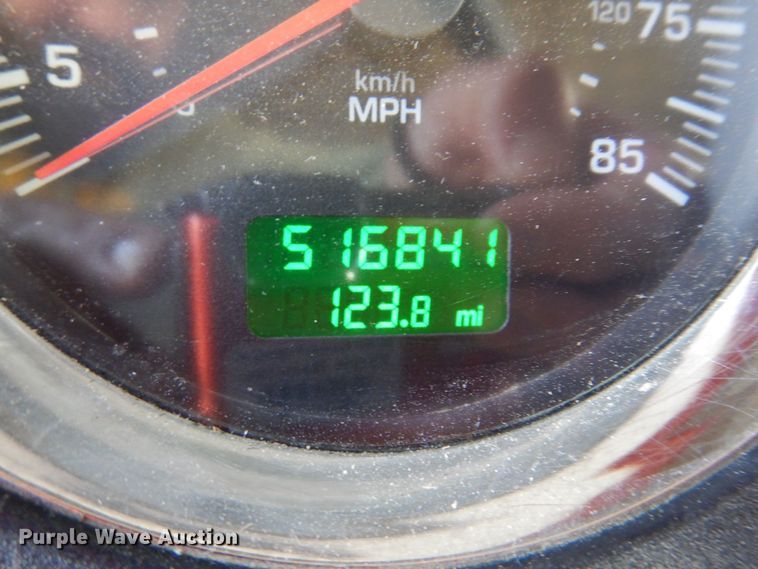 120 75
5
km/h
MPH
85
516841
123.8 mi
Purple Wave Auction